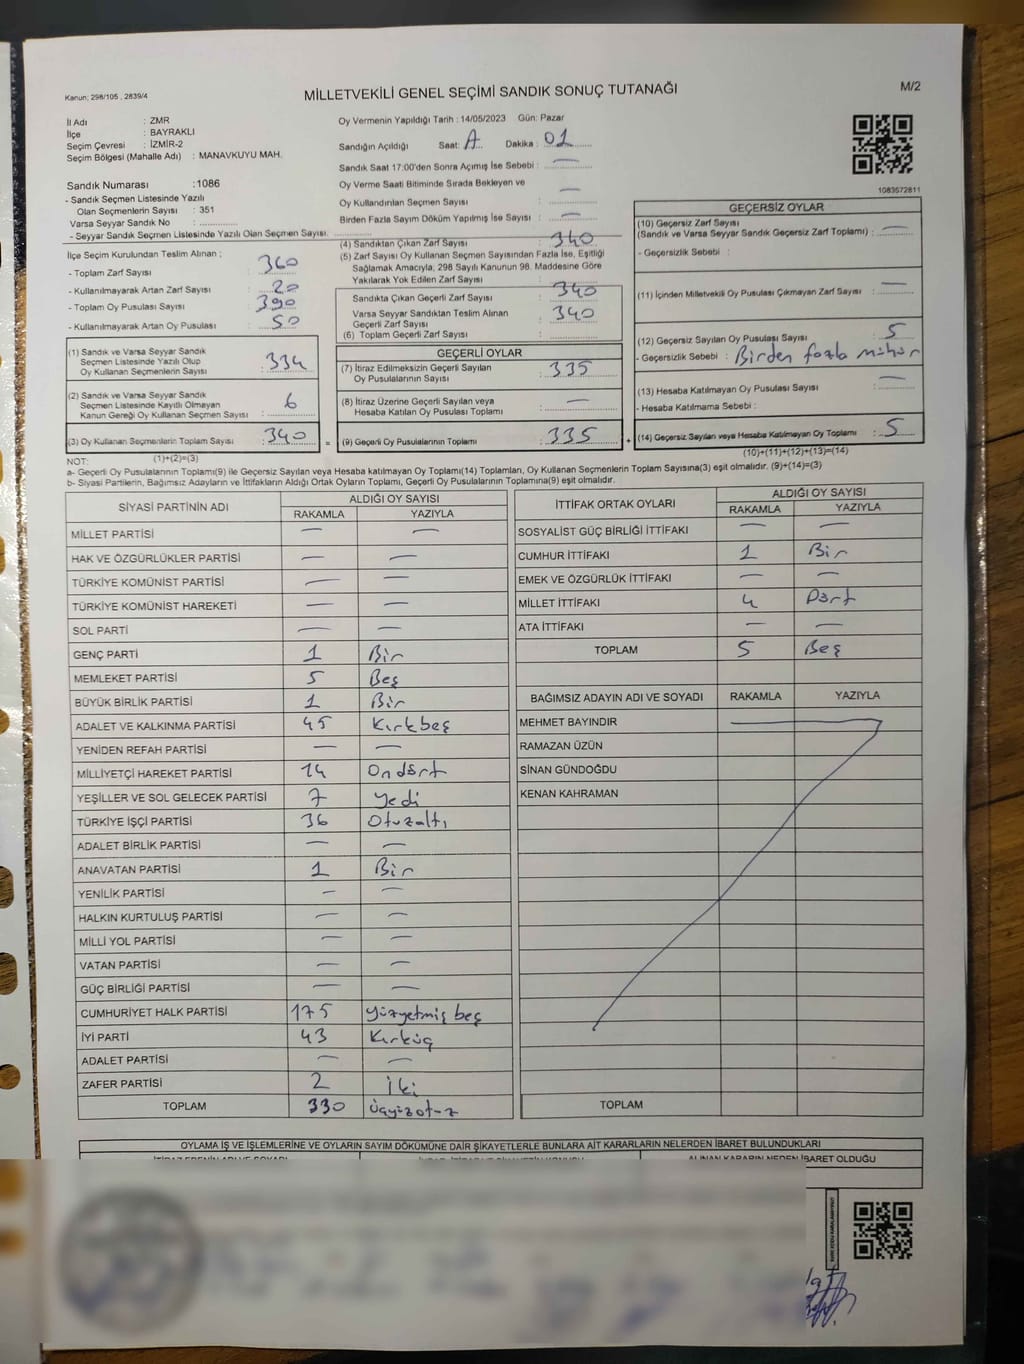 Kanun; 298/105 , 2839/4
MİLLETVEKİLİ GENEL SEÇİMİ SANDIK SONUÇ TUTANAĞI
M/2
İl Adı : ZMR
İlçe : BAYRAKLI
Seçim Çevresi : İZMİR-2
Seçim Bölgesi (Mahalle Adı) : MANAVKUYU MAH.
Sandık Numarası :1086
- Sandık Seçmen Listesinde Yazılı
Olan Seçmenlerin Sayısı : 351
Varsa Seyyar Sandık No :
- Seyyar Sandık Seçmen Listesinde Yazılı Olan Seçmen Sayısı:
Oy Vermenin Yapıldığı Tarih : 14/05/2023 Gün: Pazar
Sandığın Açıldığı Saat: Dakika : 01
Sandık Saat 17:00'den Sonra Açımış İse Sebebi : —
Oy Verme Saati Bitiminde Sırada Bekleyen ve
Oy Kullandırılan Seçmen Sayısı : —
Birden Fazla Sayım Döküm Yapılmış İse Sayısı : —
1083572811
İlçe Seçim Kurulundan Teslim Alınan ;
- Toplam Zarf Sayısı : 360
- Kullanılmayarak Artan Zarf Sayısı : 20
- Toplam Oy Pusulası Sayısı : 390
- Kullanılmayarak Artan Oy Pusulası : 50
(1) Sandık ve Varsa Seyyar Sandık
Seçmen Listesinde Yazılı Olup
Oy Kullanan Seçmenlerin Sayısı : 334
(2) Sandık ve Varsa Seyyar Sandık
Seçmen Listesinde Kayıtlı Olmayan
Kanun Gereği Oy Kullanan Seçmen Sayısı : 6
(3) Oy Kullanan Seçmenlerin Toplam Sayısı : 340
(4) Sandıktan Çıkan Zarf Sayısı : 340
(5) Zarf Sayısı Oy Kullanan Seçmen Sayısından Fazla İse, Eşitliği
Sağlamak Amacıyla; 298 Sayılı Kanunun 98. Maddesine Göre
Yakılarak Yok Edilen Zarf Sayısı :
Sandıkta Çıkan Geçerli Zarf Sayısı : 340
Varsa Seyyar Sandıktan Teslim Alınan
Geçerli Zarf Sayısı : 340
(6) Toplam Geçerli Zarf Sayısı :
GEÇERLİ OYLAR
(7) İtiraz Edilmeksizin Geçerli Sayılan
Oy Pusulalarının Sayısı : 335
(8) İtiraz Üzerine Geçerli Sayılan veya
Hesaba Katılan Oy Pusulası Toplamı : —
= (9) Geçerli Oy Pusulalarının Toplamı : 335 +
GEÇERSİZ OYLAR
(10) Geçersiz Zarf Sayısı
(Sandık ve Varsa Seyyar Sandık Geçersiz Zarf Toplamı) : —
- Geçersizlik Sebebi :
(11) İçinden Milletvekili Oy Pusulası Çıkmayan Zarf Sayısı : —
(12) Geçersiz Sayılan Oy Pusulası Sayısı : 5
- Geçersizlik Sebebi : Birden fazla mühür
(13) Hesaba Katılmayan Oy Pusulası Sayısı : —
- Hesaba Katılmama Sebebi :
(14) Geçersiz Sayılan veya Hesaba Katılmayan Oy Toplamı : 5
(1)+(2)=(3)
(10)+(11)+(12)+(13)=(14)
NOT:
a- Geçerli Oy Pusulalarının Toplamı(9) ile Geçersiz Sayılan veya Hesaba katılmayan Oy Toplamı(14) Toplamları, Oy Kullanan Seçmenlerin Toplam Sayısına(3) eşit olmalıdır. (9)+(14)=(3)
b- Siyasi Partilerin, Bağımsız Adayların ve İttifakların Aldığı Ortak Oyların Toplamı, Geçerli Oy Pusulalarının Toplamına(9) eşit olmalıdır.
SİYASİ PARTİNİN ADI ALDIĞI OY SAYISI
RAKAMLA YAZIYLA
MİLLET PARTİSİ — —
HAK VE ÖZGÜRLÜKLER PARTİSİ — —
TÜRKİYE KOMÜNİST PARTİSİ — —
TÜRKİYE KOMÜNİST HAREKETİ — —
SOL PARTİ — —
GENÇ PARTİ 1 Bir
MEMLEKET PARTİSİ 5 Beş
BÜYÜK BİRLİK PARTİSİ 1 Bir
ADALET VE KALKINMA PARTİSİ 45 Kırkbeş
YENİDEN REFAH PARTİSİ — —
MİLLİYETÇİ HAREKET PARTİSİ 14 Ondört
YEŞİLLER VE SOL GELECEK PARTİSİ 7 Yedi
TÜRKİYE İŞÇİ PARTİSİ 36 Otuzaltı
ADALET BİRLİK PARTİSİ — —
ANAVATAN PARTİSİ 1 Bir
YENİLİK PARTİSİ — —
HALKIN KURTULUŞ PARTİSİ — —
MİLLİ YOL PARTİSİ — —
VATAN PARTİSİ — —
GÜÇ BİRLİĞİ PARTİSİ — —
CUMHURİYET HALK PARTİSİ 175 Yüzyetmiş beş
İYİ PARTİ 43 Kırküç
ADALET PARTİSİ — —
ZAFER PARTİSİ 2 İki
TOPLAM 330 Üçyüzotuz
İTTİFAK ORTAK OYLARI ALDIĞI OY SAYISI
RAKAMLA YAZIYLA
SOSYALİST GÜÇ BİRLİĞİ İTTİFAKI — —
CUMHUR İTTİFAKI 1 Bir
EMEK VE ÖZGÜRLÜK İTTİFAKI — —
MİLLET İTTİFAKI 4 Dört
ATA İTTİFAKI — —
TOPLAM 5 Beş
BAĞIMSIZ ADAYIN ADI VE SOYADI RAKAMLA YAZIYLA
MEHMET BAYINDIR
RAMAZAN ÜZÜN
SİNAN GÜNDOĞDU
KENAN KAHRAMAN
TOPLAM
OYLAMA İŞ VE İŞLEMLERİNE VE OYLARIN SAYIM DÖKÜMÜNE DAİR ŞİKAYETLERLE BUNLARA AİT KARARLARIN NELERDEN İBARET BULUNDUKLARI
ALINAN KARARIN NEDEN İBARET OLDUĞU